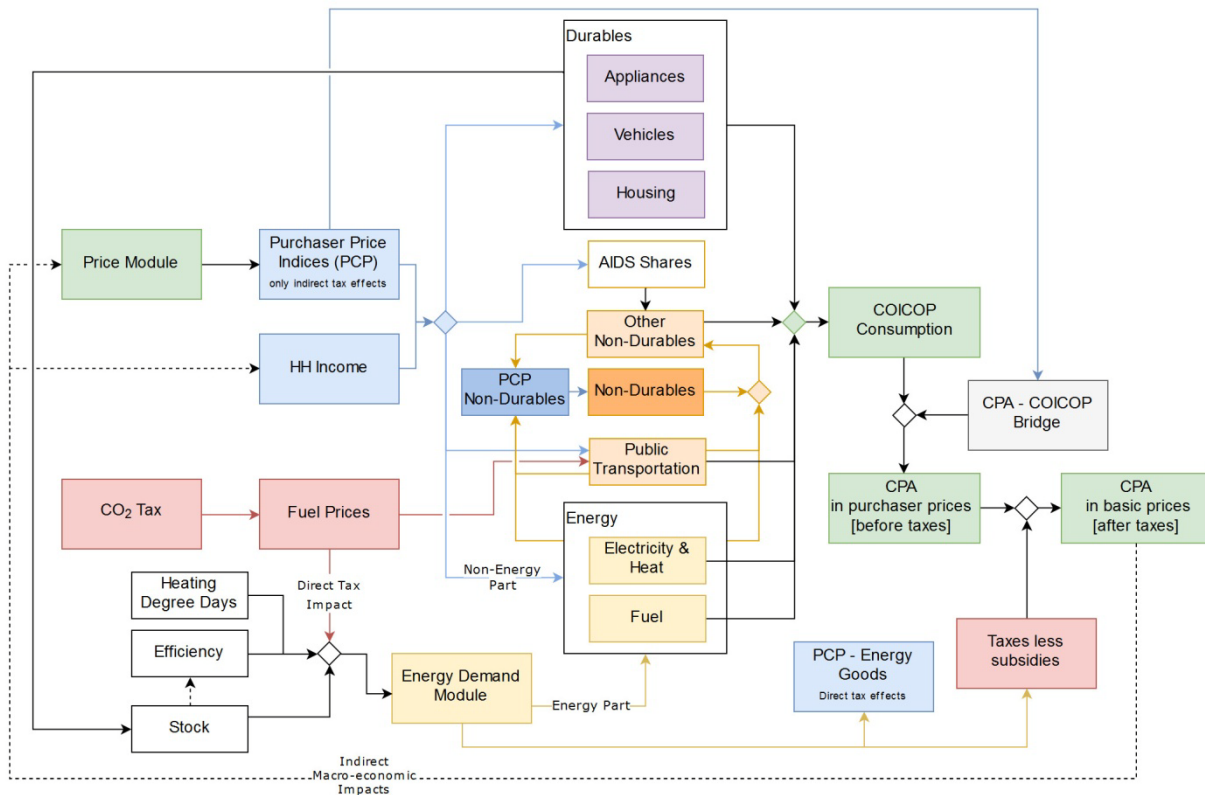 Durables
Appliances
Vehicles
Housing
Price Module
Purchaser Price
Indices (PCP)
only indirect tax effects
AIDS Shares
HH Income
Other
Non-Durables
COICOP
Consumption
PCP
Non-Durables
Non-Durables
CPA - COICOP
Bridge
Public
Transportation
CO₂ Tax
Fuel Prices
Energy
Electricity &
Heat
Fuel
CPA
in purchaser prices
[before taxes]
CPA
in basic prices
[after taxes]
Non-Energy
Part
Direct Tax
Impact
Heating
Degree Days
Efficiency
Stock
Energy Demand
Module
Energy Part
PCP - Energy
Goods
Direct tax effects
Taxes less
subsidies
Indirect
Macro-economic
Impacts